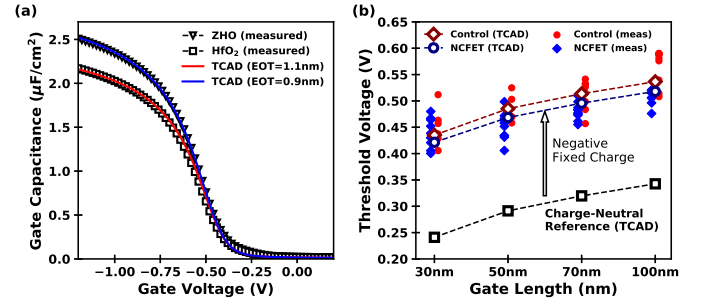 (a)
ZHO (measured)
HfO₂ (measured)
TCAD (EOT=1.1nm)
TCAD (EOT=0.9nm)
Gate Capacitance (μF/cm²)
2.5
2.0
1.5
1.0
0.5
0.0
−1.00
−0.75
−0.50
−0.25
0.00
Gate Voltage (V)
(b)
Control (TCAD)
NCFET (TCAD)
Control (meas)
NCFET (meas)
Threshold Voltage (V)
0.65
0.60
0.55
0.50
0.45
0.40
0.35
0.30
0.25
0.20
Negative
Fixed Charge
Charge-Neutral
Reference (TCAD)
30nm
50nm
70nm
100nm
Gate Length (nm)